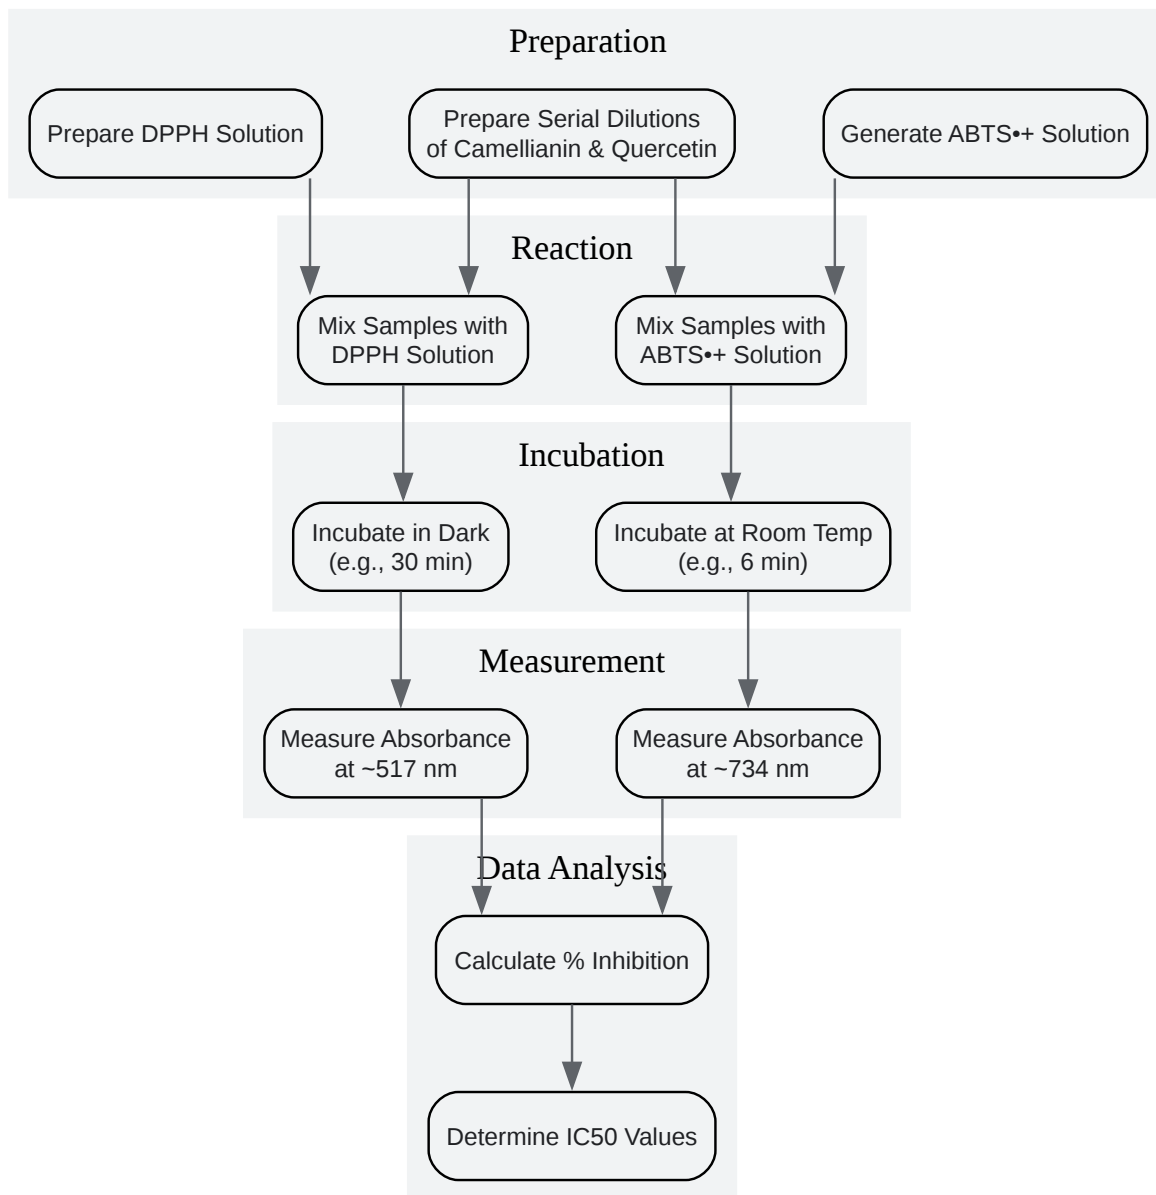 Preparation
Prepare DPPH Solution
Prepare Serial Dilutions
of Camellianin & Quercetin
Generate ABTS•+ Solution
Reaction
Mix Samples with
DPPH Solution
Mix Samples with
ABTS•+ Solution
Incubation
Incubate in Dark
(e.g., 30 min)
Incubate at Room Temp
(e.g., 6 min)
Measurement
Measure Absorbance
at ~517 nm
Measure Absorbance
at ~734 nm
Data Analysis
Calculate % Inhibition
Determine IC50 Values